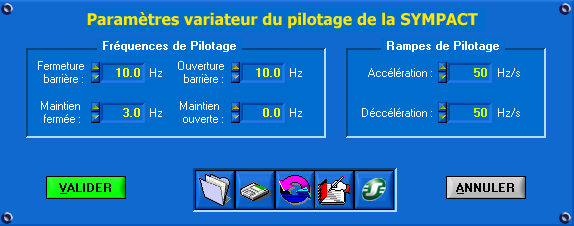 Paramètres variateur du pilotage de la SYMPACT
Fréquences de Pilotage
Fermeture barrière : 10.0 Hz
Ouverture barrière : 10.0 Hz
Maintien fermée : 3.0 Hz
Maintien ouverte : 0.0 Hz
Rampes de Pilotage
Accélération : 50 Hz/s
Déccélération : 50 Hz/s
VALIDER
ANNULER